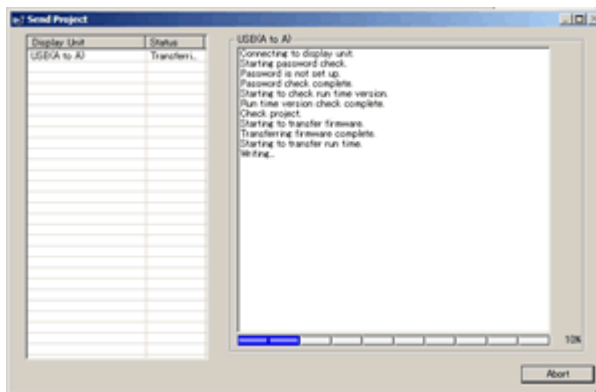 Send Project
Display Unit Status
USB(A to A) Transferri..
USB(A to A)
Connecting to display unit.
Starting password check.
Password is not set up.
Password check complete.
Starting to check run time version.
Run time version check complete.
Check project.
Starting to transfer firmware.
Transferring firmware complete.
Starting to transfer run time.
Writing...
10%
Abort